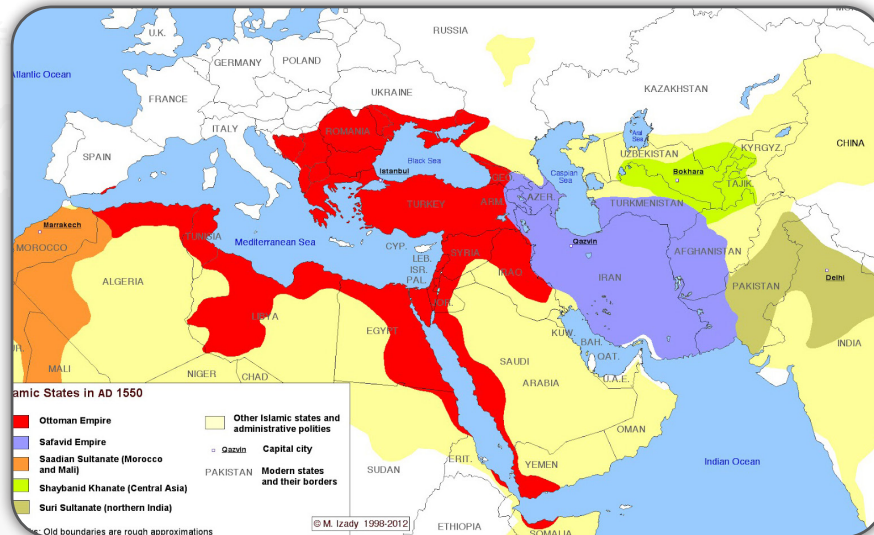 RUSSIA
U.K.
GERMANY
POLAND
Atlantic Ocean
KAZAKHSTAN
UKRAINE
FRANCE
ITALY
ROMANIA
Aral
Sea
SPAIN
Black Sea
Istanbul
Caspian
Sea
UZBEKISTAN
KYRGYZ.
CHINA
Bokhara
GEO.
TAJIK.
TURKEY
ARM.
AZER.
TURKMENISTAN
Marrakech
TUNISIA
Mediterranean Sea
CYP.
SYRIA
Qazvin
MOROCCO
LEB.
ISR.
PAL.
IRAQ
IRAN
AFGHANISTAN
ALGERIA
JOR.
PAKISTAN
Delhi
LIBYA
EGYPT
KUW.
BAH.
QAT.
SAUDI
ARABIA
U.A.E.
INDIA
UR.
MALI
NIGER
CHAD
OMAN
SUDAN
ERIT.
YEMEN
Indian Ocean
ETHIOPIA
SOMALIA
amic States in AD 1550
Ottoman Empire
Safavid Empire
Saadian Sultanate (Morocco
and Mali)
Shaybanid Khanate (Central Asia)
Suri Sultanate (northern India)
Other Islamic states and
administrative polities
Qazvin Capital city
PAKISTAN Modern states
and their borders
© M. Izady 1998-2012
: Old boundaries are rough approximations